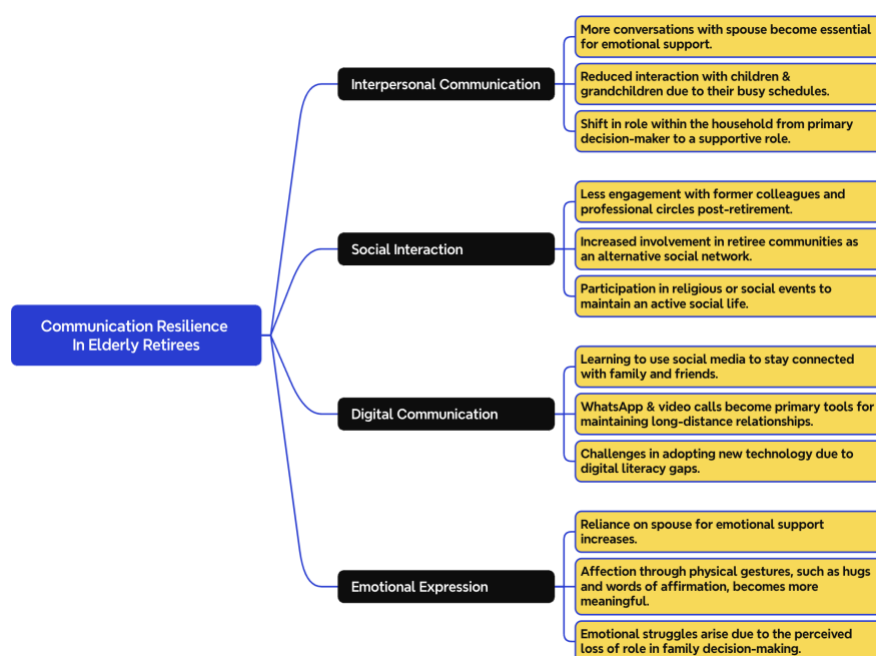 Communication Resilience
In Elderly Retirees
Interpersonal Communication
More conversations with spouse become essential
for emotional support.
Reduced interaction with children &
grandchildren due to their busy schedules.
Shift in role within the household from primary
decision-maker to a supportive role.
Social Interaction
Less engagement with former colleagues and
professional circles post-retirement.
Increased involvement in retiree communities as
an alternative social network.
Participation in religious or social events to
maintain an active social life.
Digital Communication
Learning to use social media to stay connected
with family and friends.
WhatsApp & video calls become primary tools for
maintaining long-distance relationships.
Challenges in adopting new technology due to
digital literacy gaps.
Emotional Expression
Reliance on spouse for emotional support
increases.
Affection through physical gestures, such as hugs
and words of affirmation, becomes more
meaningful.
Emotional struggles arise due to the perceived
loss of role in family decision-making.